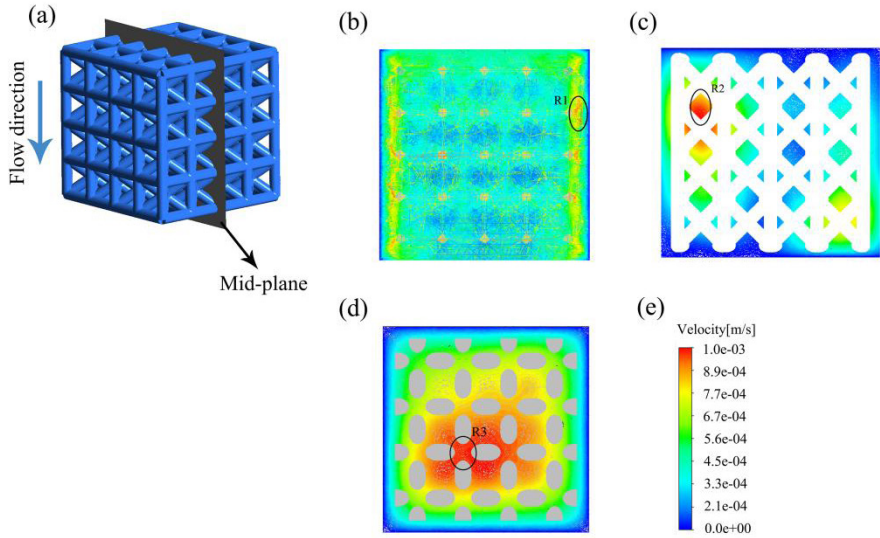 (a)
Flow direction
Mid-plane
(b)
R1
(c)
R2
(d)
R3
(e)
Velocity[m/s]
1.0e-03
8.9e-04
7.8e-04
6.7e-04
5.6e-04
4.5e-04
3.3e-04
2.1e-04
0.0e+00